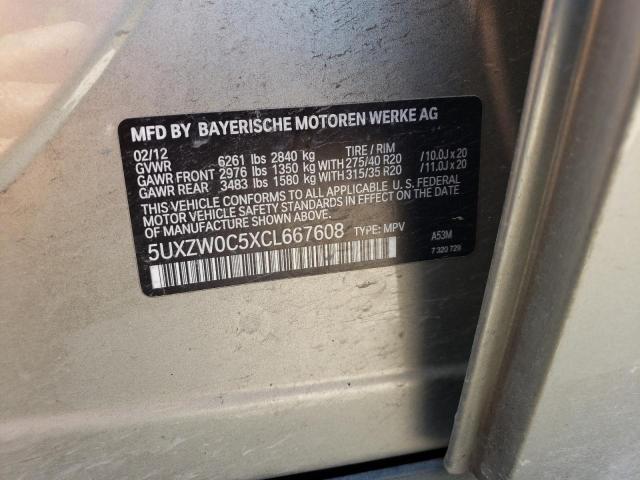 MFD BY BAYERISCHE MOTOREN WERKE AG
02/12 TIRE / RIM
GVWR 6261 lbs 2840 kg
GAWR FRONT 2976 lbs 1350 kg WITH 275/40 R20 /10.0J x 20
GAWR REAR 3483 lbs 1580 kg WITH 315/35 R20 /11.0J x 20
THIS VEHICLE CONFORMS TO ALL APPLICABLE U. S. FEDERAL
MOTOR VEHICLE SAFETY STANDARDS IN EFFECT ON THE DATE
OF MANUFACTURE SHOWN ABOVE.
5UXZW0C5XCL667608 TYPE: MPV A53M
7 320 729